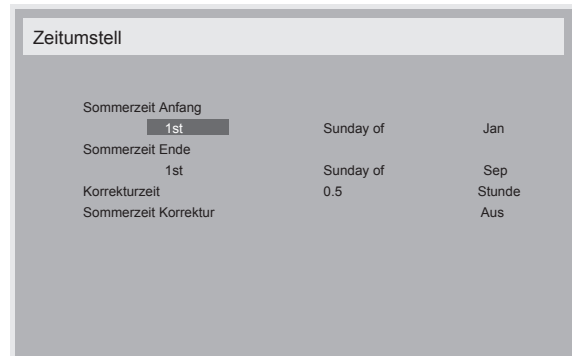 Zeitumstell
Sommerzeit Anfang
1st Sunday of Jan
Sommerzeit Ende
1st Sunday of Sep
Korrekturzeit 0.5 Stunde
Sommerzeit Korrektur Aus